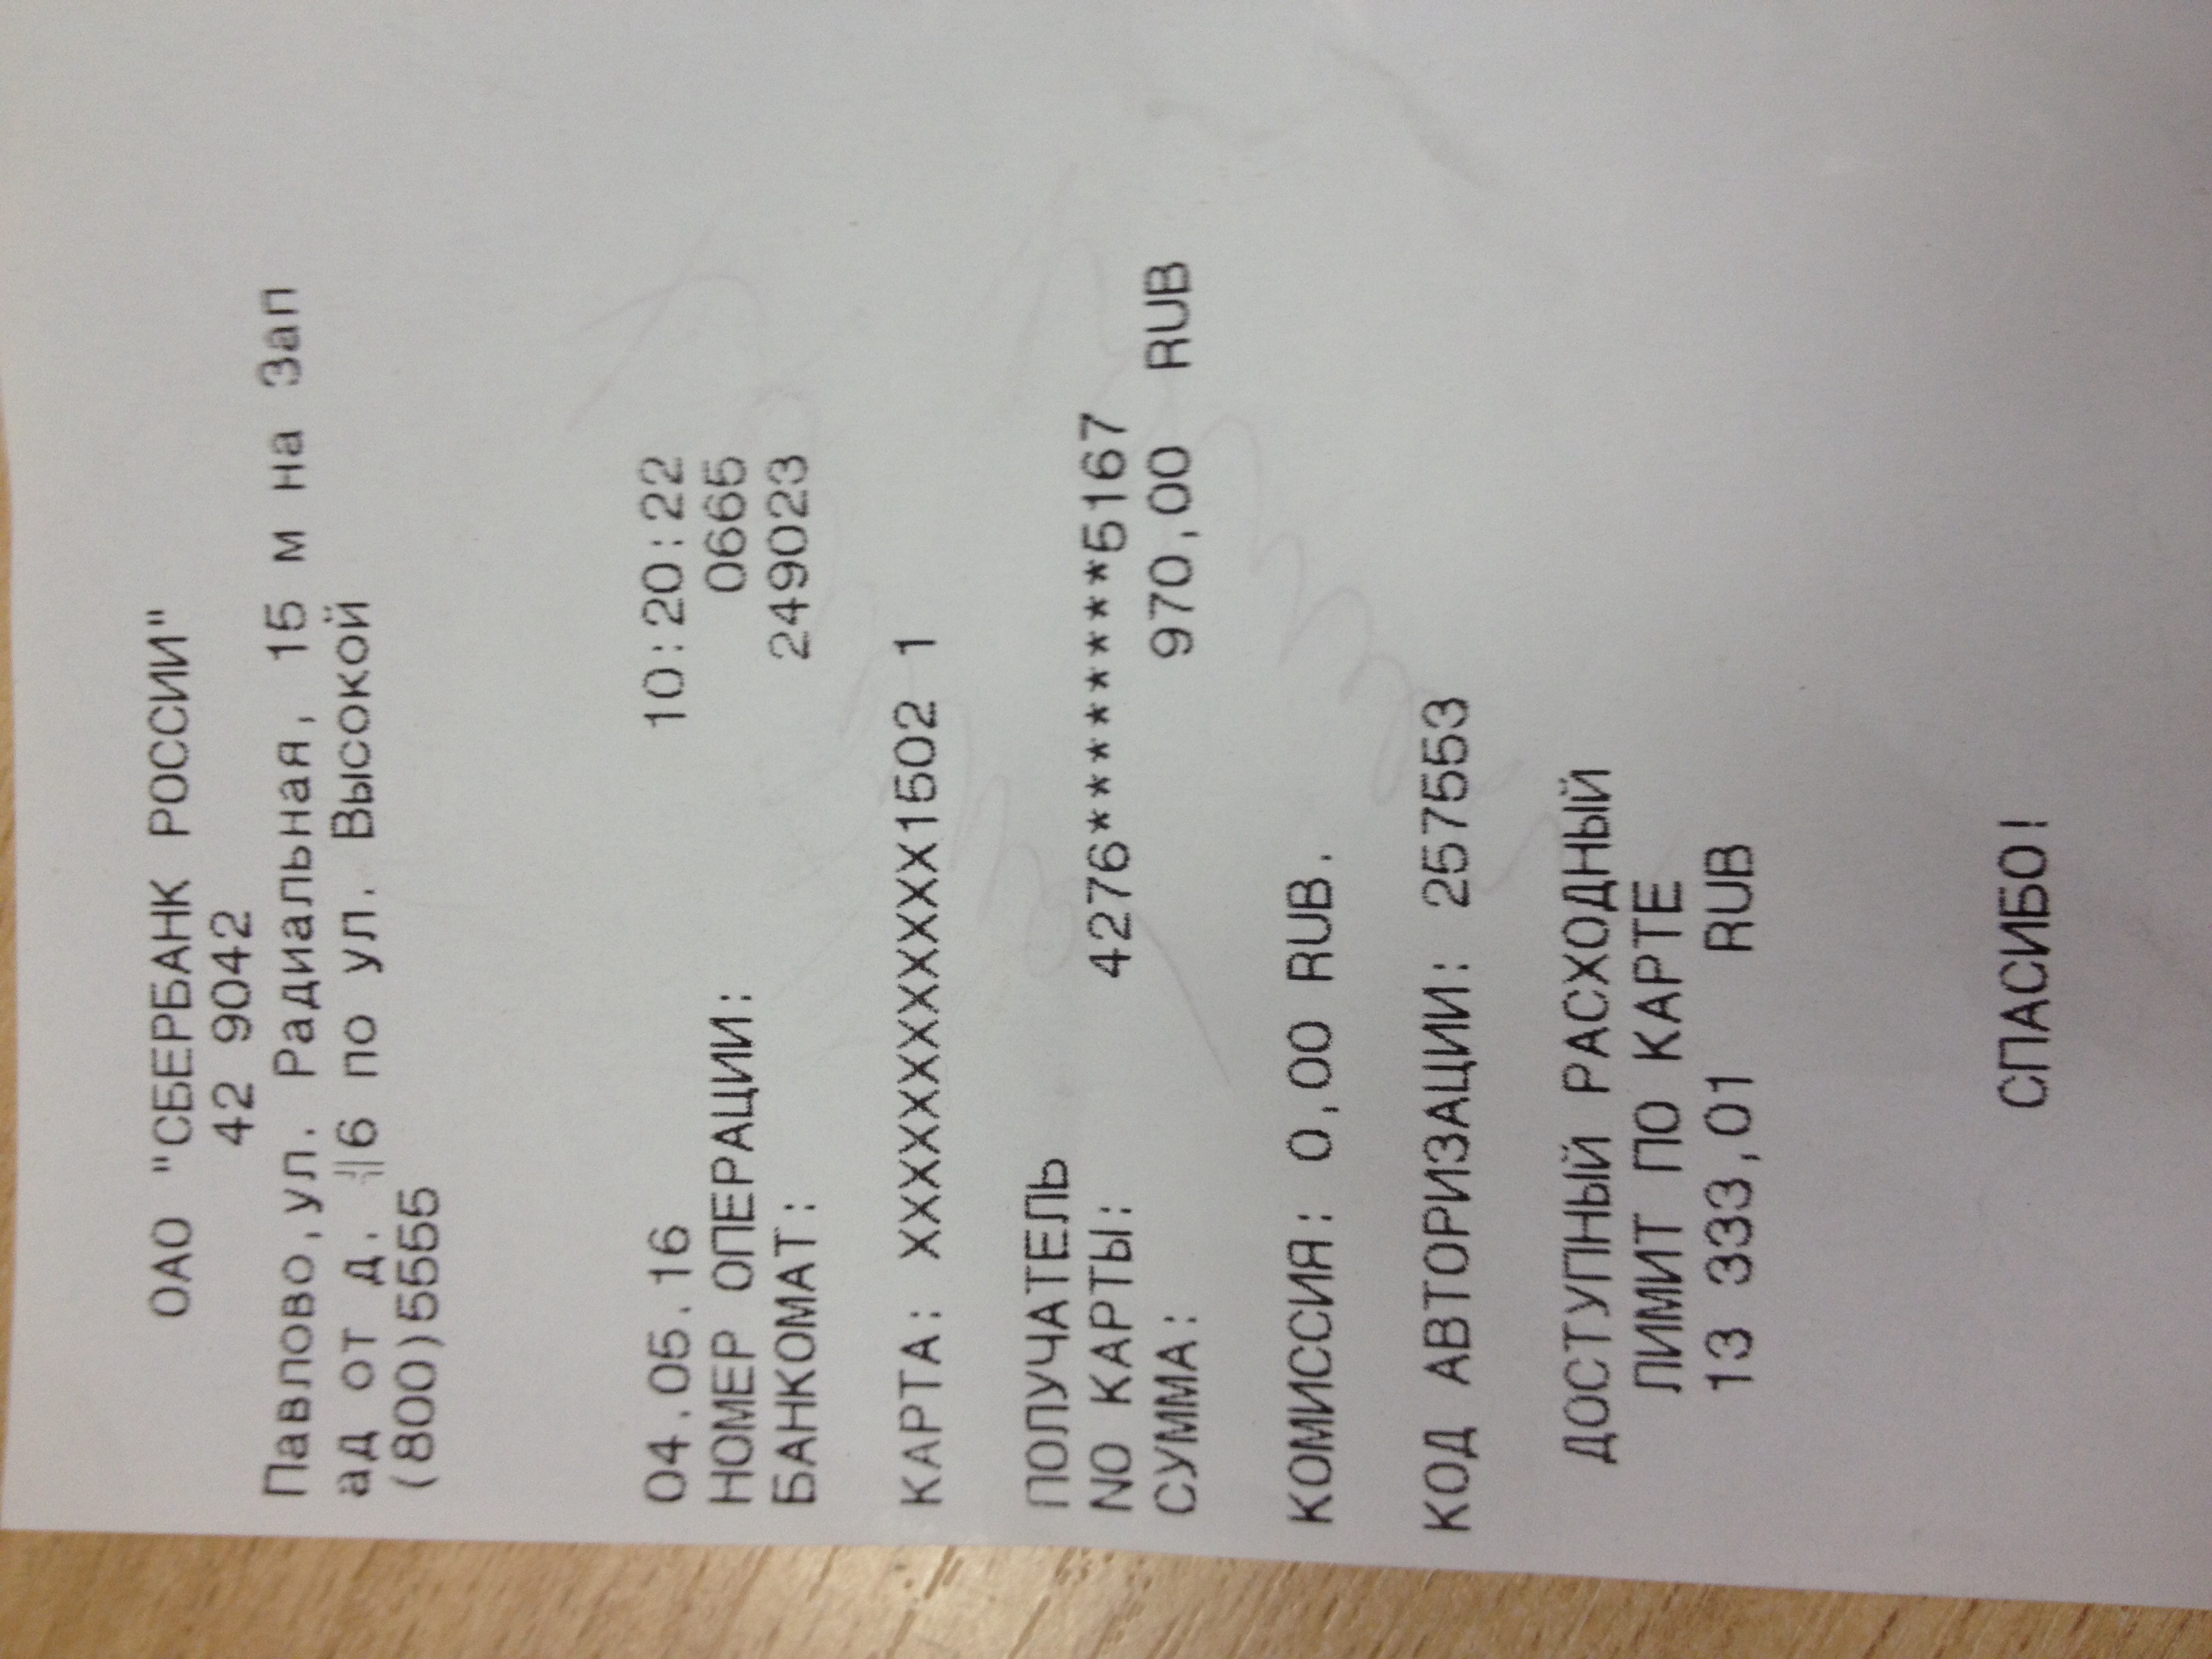 ОАО "СБЕРБАНК РОССИИ"
42 9042
Павлово,ул. Радиальная, 15 м на Зап
ад от д. 6 по ул. Высокой
(800)5555
04.05.16 10:20:22
НОМЕР ОПЕРАЦИИ: 0665
БАНКОМАТ: 249023
КАРТА: XXXXXXXXXXXX1502 1
ПОЛУЧАТЕЛЬ
NO КАРТЫ: 4276********5167
СУММА: 970,00 RUB
КОМИССИЯ: 0,00 RUB.
КОД АВТОРИЗАЦИИ: 257553
ДОСТУПНЫЙ РАСХОДНЫЙ
ЛИМИТ ПО КАРТЕ
13 333,01 RUB
СПАСИБО!